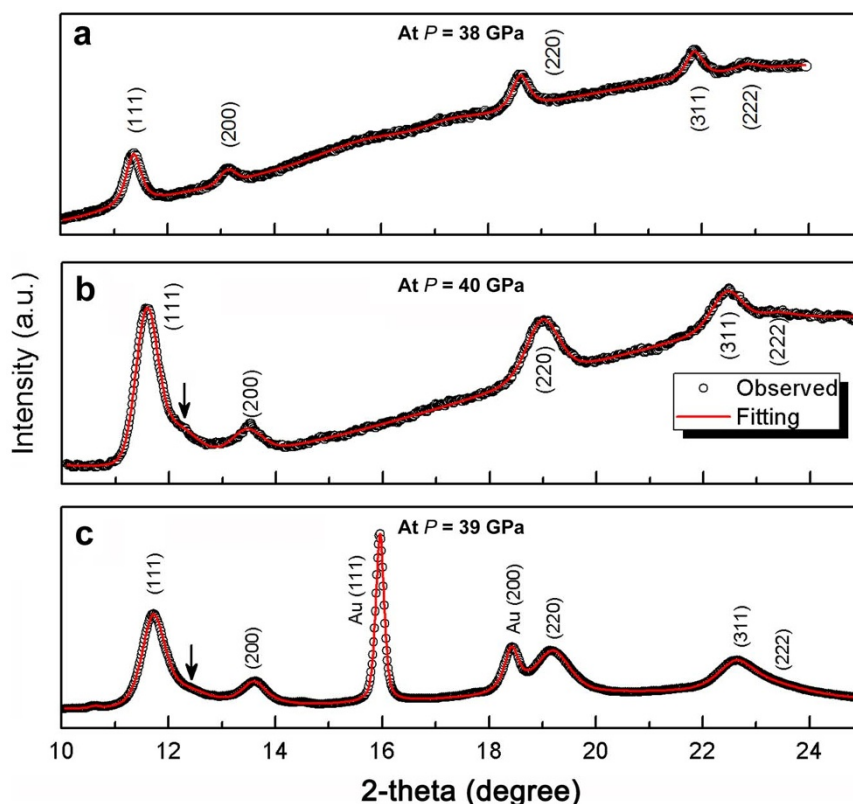 a
At P = 38 GPa
(111)
(200)
(220)
(311)
(222)
b
At P = 40 GPa
(111)
(200)
(220)
(311)
(222)
Observed
Fitting
c
At P = 39 GPa
(111)
(200)
Au (111)
Au (200)
(220)
(311)
(222)
Intensity (a.u.)
10 12 14 16 18 20 22 24
2-theta (degree)